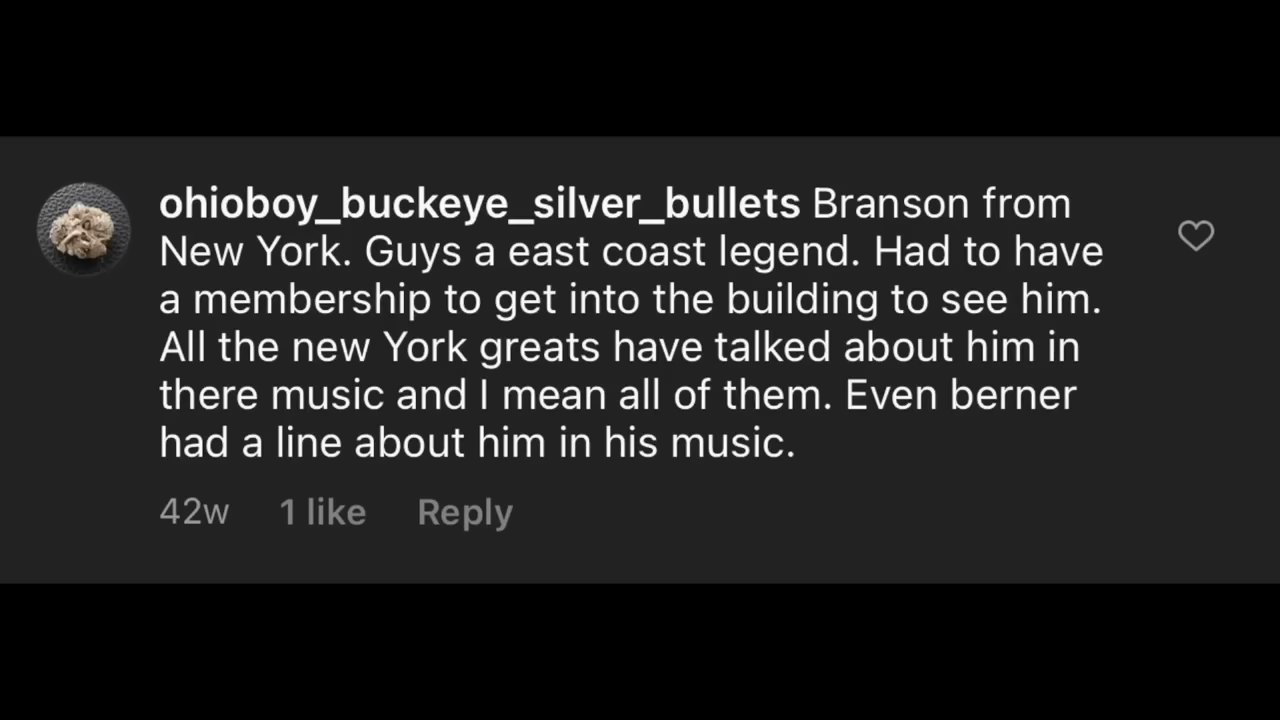 ohioboy_buckeye_silver_bullets Branson from
New York. Guys a east coast legend. Had to have
a membership to get into the building to see him.
All the new York greats have talked about him in
there music and I mean all of them. Even berner
had a line about him in his music.
42w 1 like Reply